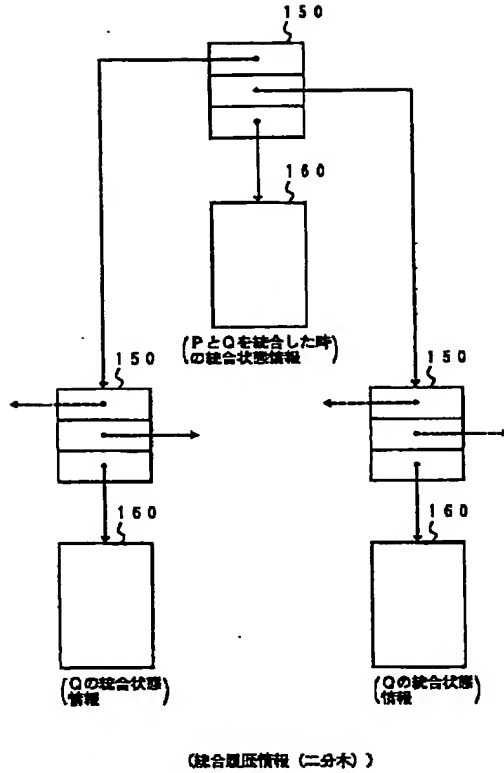 150
160
(PとQを統合した時
の統合状態情報)
150
150
160
160
(Qの統合状態
情報)
(Qの統合状態
情報)
(統合履歴情報（二分木）)